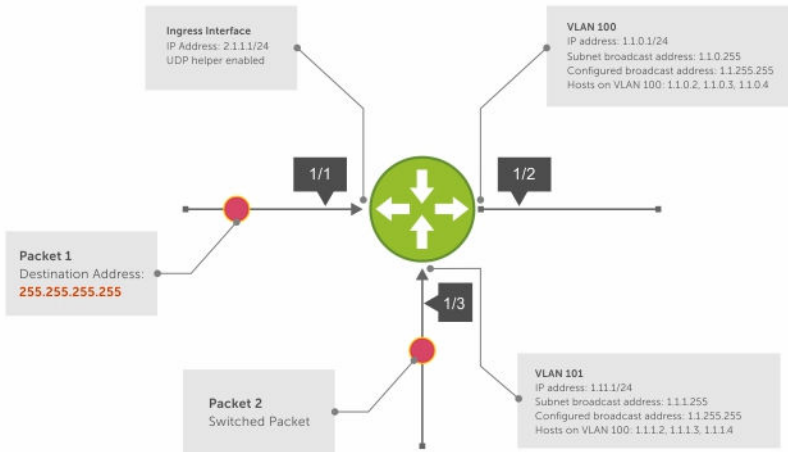 Ingress Interface
IP Address: 2.1.1.1/24
UDP helper enabled
VLAN 100
IP address: 1.1.0.1/24
Subnet broadcast address: 1.1.0.255
Configured broadcast address: 1.1.255.255
Hosts on VLAN 100: 1.1.0.2, 1.1.0.3, 1.1.0.4
1/1
1/2
Packet 1
Destination Address:
255.255.255.255
1/3
Packet 2
Switched Packet
VLAN 101
IP address: 1.11.1/24
Subnet broadcast address: 1.1.1.255
Configured broadcast address: 1.1.255.255
Hosts on VLAN 100: 1.1.1.2, 1.1.1.3, 1.1.1.4